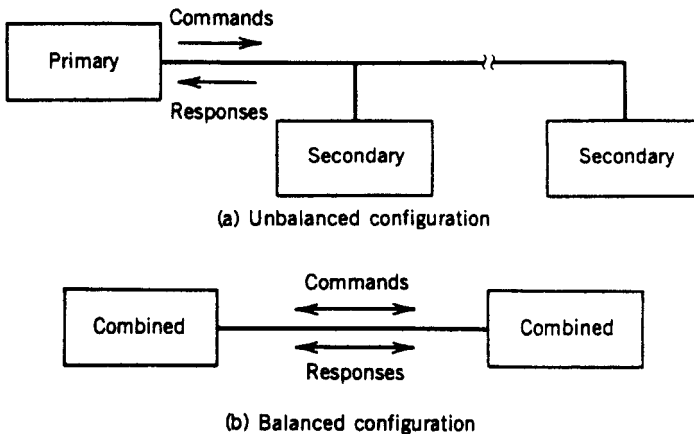 Commands
Primary
Responses
Secondary
Secondary
(a) Unbalanced configuration
Commands
Combined
Combined
Responses
(b) Balanced configuration